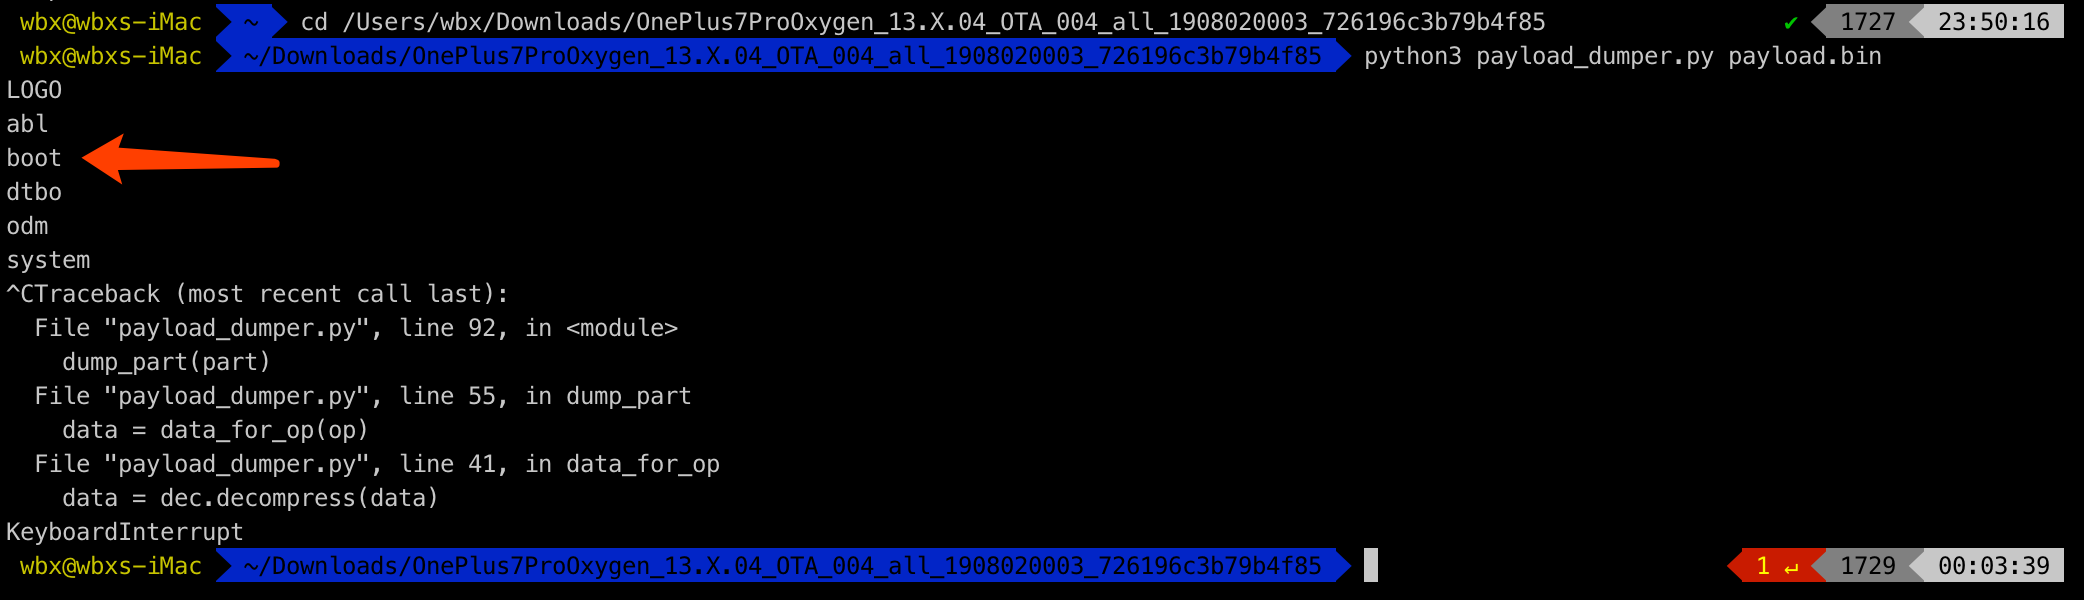 wbx@wbxs-iMac ~ cd /Users/wbx/Downloads/OnePlus7ProOxygen_13.X.04_OTA_004_all_1908020003_726196c3b79b4f85 ✔ 1727 23:50:16
wbx@wbxs-iMac ~/Downloads/OnePlus7ProOxygen_13.X.04_OTA_004_all_1908020003_726196c3b79b4f85 python3 payload_dumper.py payload.bin
LOGO
abl
boot
dtbo
odm
system
^CTraceback (most recent call last):
  File "payload_dumper.py", line 92, in <module>
    dump_part(part)
  File "payload_dumper.py", line 55, in dump_part
    data = data_for_op(op)
  File "payload_dumper.py", line 41, in data_for_op
    data = dec.decompress(data)
KeyboardInterrupt
wbx@wbxs-iMac ~/Downloads/OnePlus7ProOxygen_13.X.04_OTA_004_all_1908020003_726196c3b79b4f85 1 ↵ 1729 00:03:39